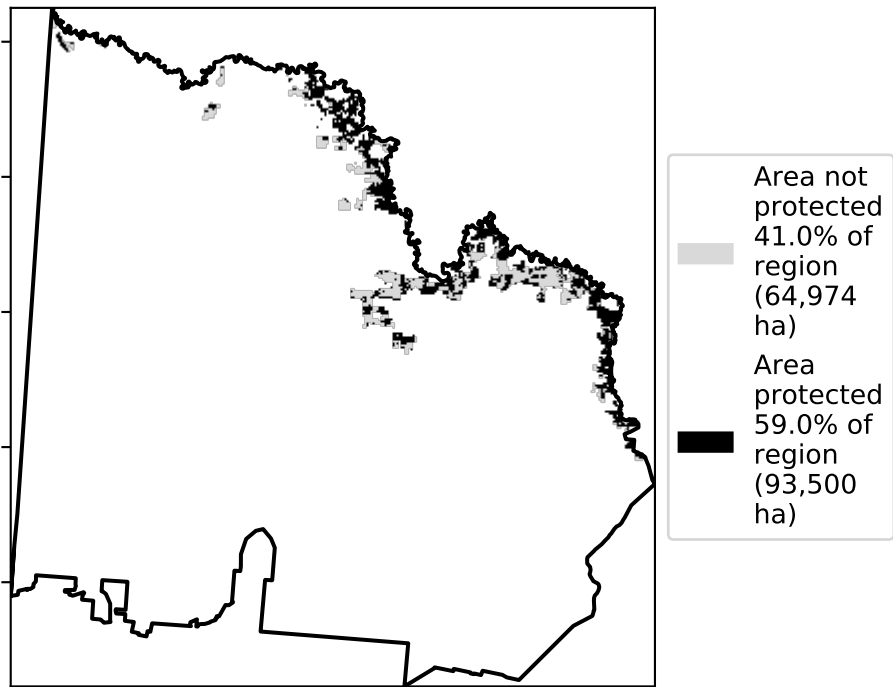 Area not
protected
41.0% of
region
(64,974
ha)
Area
protected
59.0% of
region
(93,500
ha)